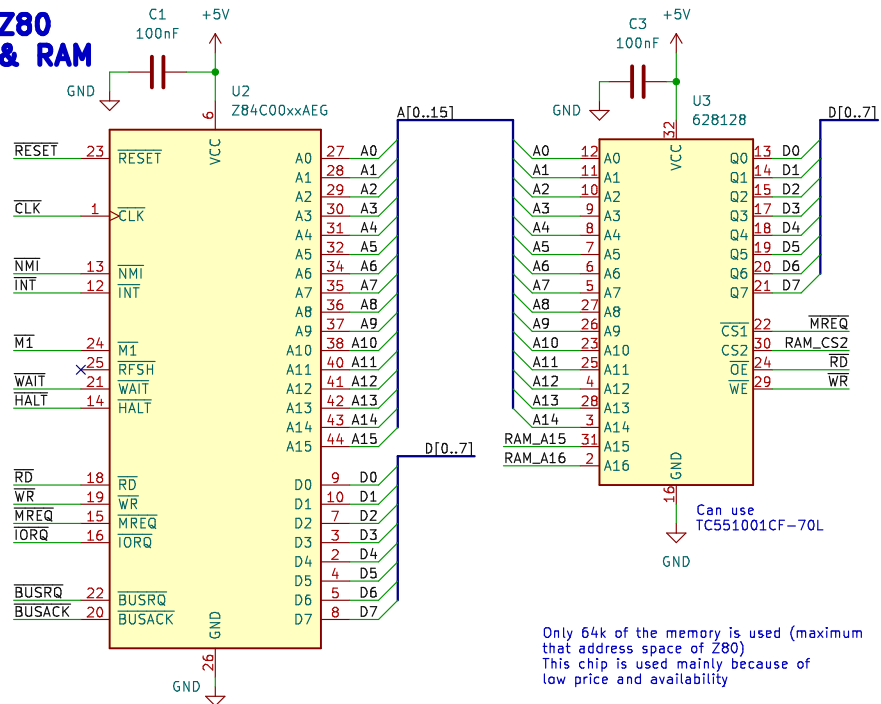 Z80
& RAM
C1
100nF
+5V
GND
U2
Z84C00xxAEG
6
VCC
RESET 23 RESET
CLK 1 CLK
NMI 13 NMI
INT 12 INT
M1 24 M1
25 RFSH
WAIT 21 WAIT
HALT 14 HALT
RD 18 RD
WR 19 WR
MREQ 15 MREQ
IORQ 16 IORQ
BUSRQ 22 BUSRQ
BUSACK 20 BUSACK
A0 27 A0
A1 28 A1
A2 29 A2
A3 30 A3
A4 31 A4
A5 32 A5
A6 34 A6
A7 35 A7
A8 36 A8
A9 37 A9
A10 38 A10
A11 40 A11
A12 41 A12
A13 42 A13
A14 43 A14
A15 44 A15
D0 9 D0
D1 10 D1
D2 7 D2
D3 3 D3
D4 2 D4
D5 4 D5
D6 5 D6
D7 8 D7
GND
26
GND
A[0..15]
D[0..7]
C3
100nF
+5V
GND
U3
628128
32
VCC
A0 12 A0
A1 11 A1
A2 10 A2
A3 9 A3
A4 8 A4
A5 7 A5
A6 6 A6
A7 5 A7
A8 27 A8
A9 26 A9
A10 23 A10
A11 25 A11
A12 4 A12
A13 28 A13
A14 3 A14
RAM_A15 31 A15
RAM_A16 2 A16
D[0..7]
Q0 13 D0
Q1 14 D1
Q2 15 D2
Q3 17 D3
Q4 18 D4
Q5 19 D5
Q6 20 D6
Q7 21 D7
CS1 22 MREQ
CS2 30 RAM_CS2
OE 24 RD
WE 29 WR
GND
16
GND
Can use
TC551001CF-70L
Only 64k of the memory is used (maximum
that address space of Z80)
This chip is used mainly because of
low price and availability